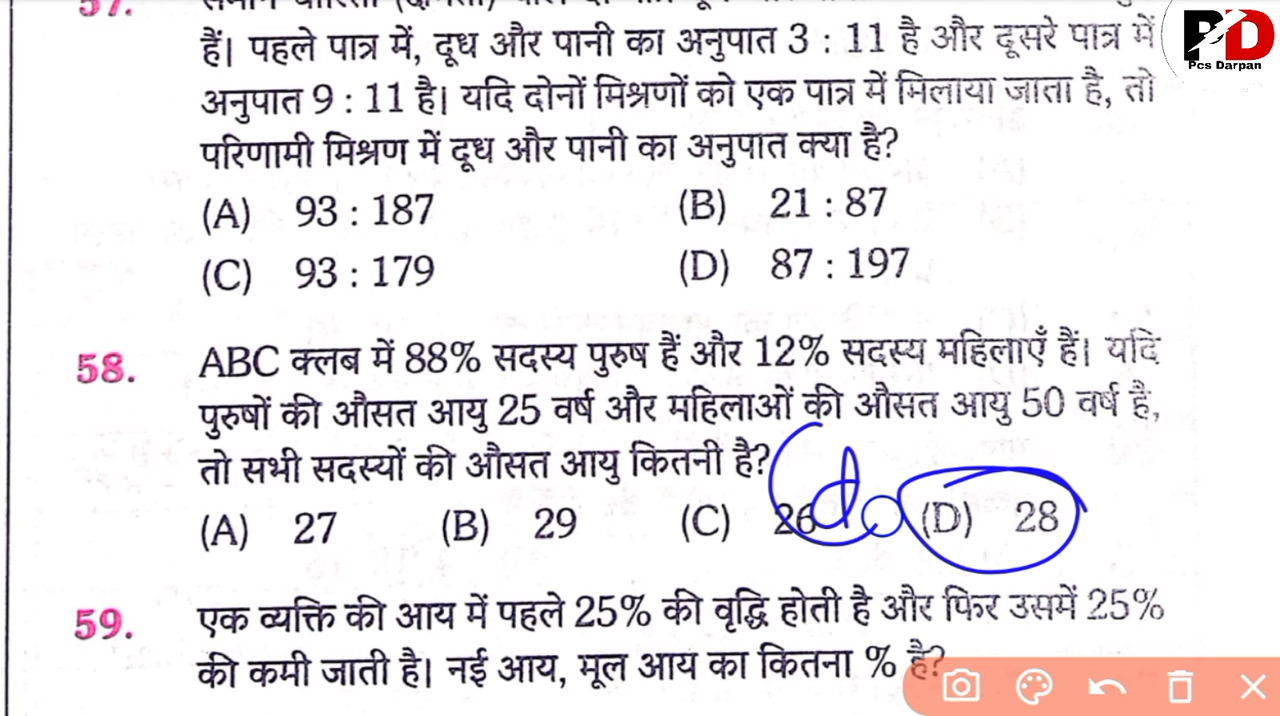 57.
PD
Pcs Darpan
हैं। पहले पात्र में, दूध और पानी का अनुपात 3 : 11 है और दूसरे पात्र में
अनुपात 9 : 11 है। यदि दोनों मिश्रणों को एक पात्र में मिलाया जाता है, तो
परिणामी मिश्रण में दूध और पानी का अनुपात क्या है?
(A) 93 : 187 (B) 21 : 87
(C) 93 : 179 (D) 87 : 197
58. ABC क्लब में 88% सदस्य पुरुष हैं और 12% सदस्य महिलाएँ हैं। यदि
पुरुषों की औसत आयु 25 वर्ष और महिलाओं की औसत आयु 50 वर्ष है,
तो सभी सदस्यों की औसत आयु कितनी है?
(A) 27 (B) 29 (C) 26 d (D) 28
59. एक व्यक्ति की आय में पहले 25% की वृद्धि होती है और फिर उसमें 25%
की कमी जाती है। नई आय, मूल आय का कितना % है?